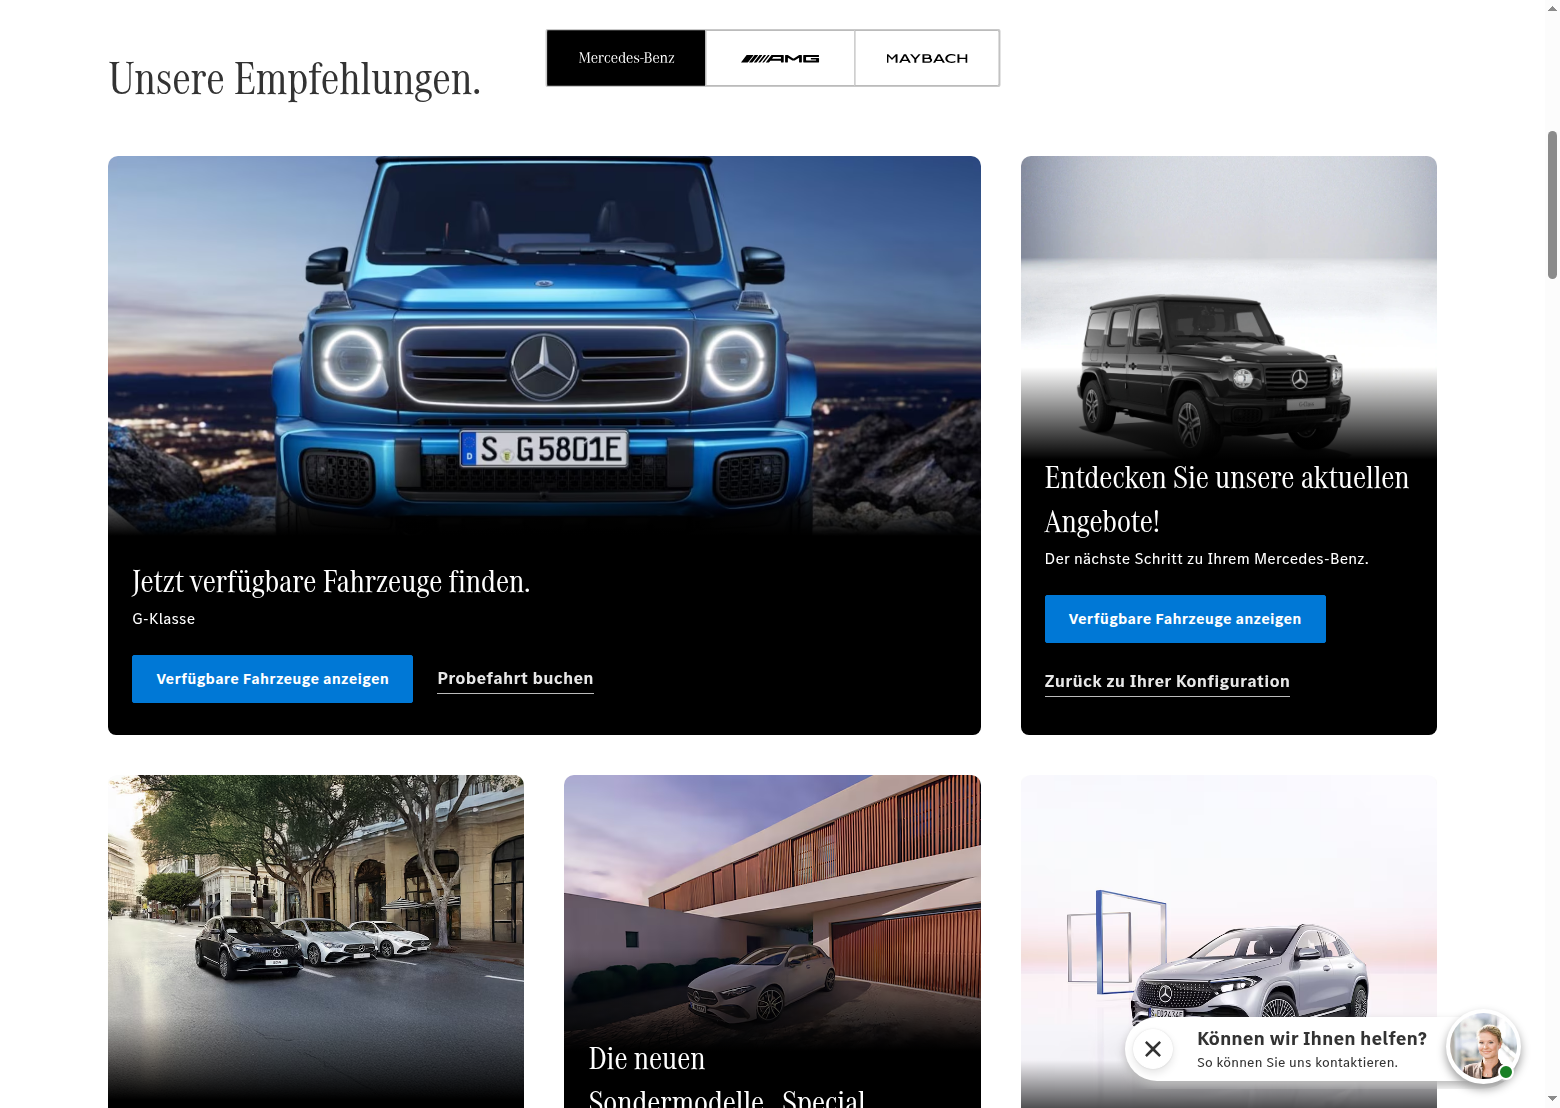 Unsere Empfehlungen.
Mercedes-Benz
AMG
MAYBACH
S G 5801E
D
Jetzt verfügbare Fahrzeuge finden.
G-Klasse
Verfügbare Fahrzeuge anzeigen
Probefahrt buchen
Entdecken Sie unsere aktuellen
Angebote!
Der nächste Schritt zu Ihrem Mercedes-Benz.
Verfügbare Fahrzeuge anzeigen
Zurück zu Ihrer Konfiguration
Die neuen
Sondermodelle „Special
Können wir Ihnen helfen?
So können Sie uns kontaktieren.